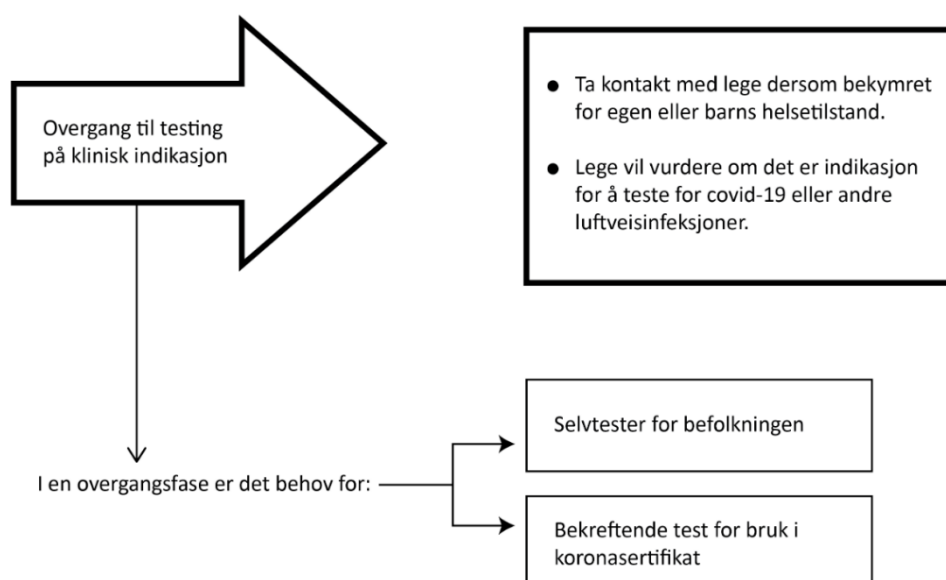 Overgang til testing
på klinisk indikasjon
● Ta kontakt med lege dersom bekymret
for egen eller barns helsetilstand.
● Lege vil vurdere om det er indikasjon
for å teste for covid-19 eller andre
luftveisinfeksjoner.
I en overgangsfase er det behov for:
Selvtester for befolkningen
Bekreftende test for bruk i
koronasertifikat